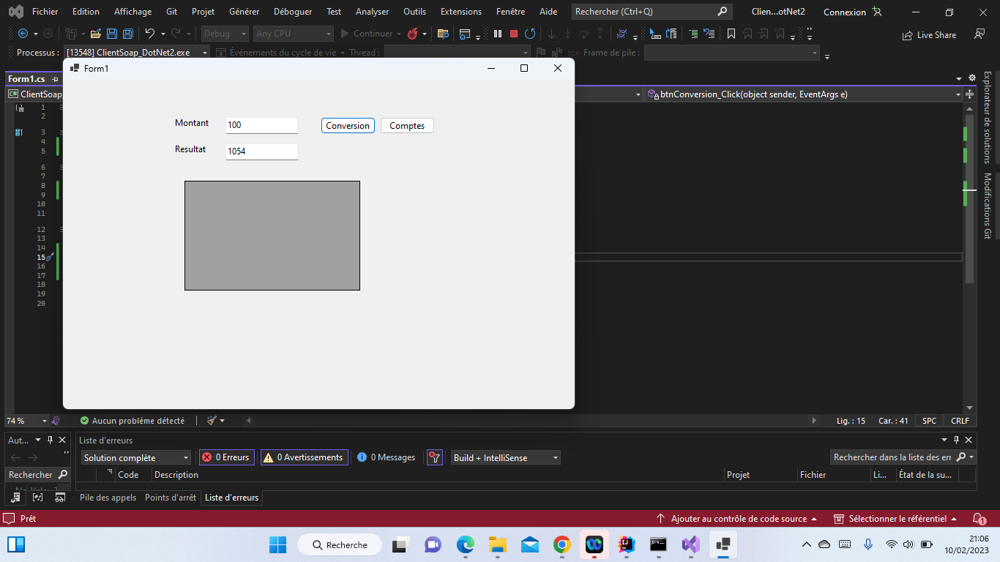 Fichier Edition Affichage Git Projet Générer Déboguer Test Analyser Outils Extensions Fenêtre Aide Rechercher (Ctrl+Q) Clien...otNet2 Connexion
Debug Any CPU Continuer Live Share
Processus : [13548] ClientSoap_DotNet2.exe Événements du cycle de vie Thread : Frame de pile :
Form1
Form1.cs
C# ClientSoap_ btnConversion_Click(object sender, EventArgs e)
1
2
3
4
5
6
7
8
9
10
11
12
13
14
15
16
17
18
19
20
Montant 100 Conversion Comptes
Resultat 1054
Explorateur de solutions
Modifications Git
74 % Aucun problème détecté Lig. : 15 Car. : 41 SPC CRLF
Aut... Liste d'erreurs
Solution complète 0 Erreurs 0 Avertissements 0 Messages Build + IntelliSense Rechercher dans la liste des err
Rechercher Code Description Projet Fichier Li... État de la su...
Pile des appels Points d'arrêt Liste d'erreurs
Prêt Ajouter au contrôle de code source Sélectionner le référentiel 1
Recherche
21:06
10/02/2023